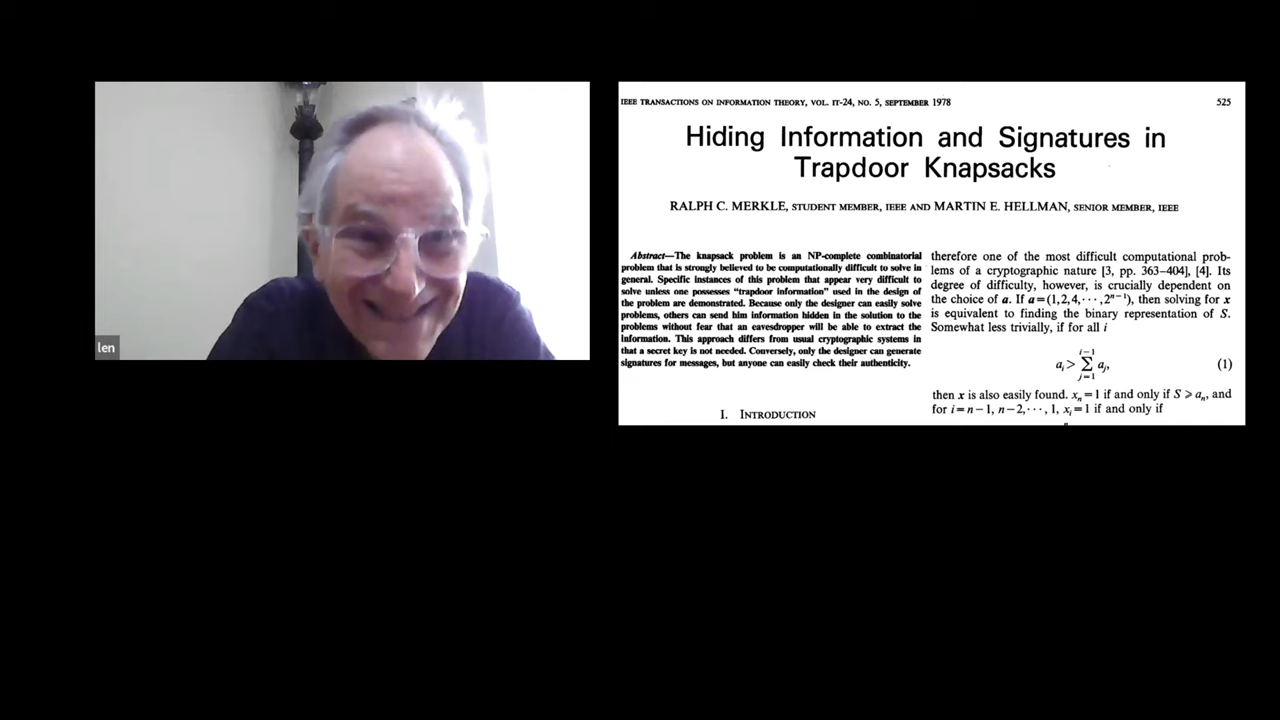 len
IEEE TRANSACTIONS ON INFORMATION THEORY, VOL. IT-24, NO. 5, SEPTEMBER 1978
525
Hiding Information and Signatures in
Trapdoor Knapsacks
RALPH C. MERKLE, STUDENT MEMBER, IEEE AND MARTIN E. HELLMAN, SENIOR MEMBER, IEEE
Abstract—The knapsack problem is an NP-complete combinatorial
problem that is strongly believed to be computationally difficult to solve in
general. Specific instances of this problem that appear very difficult to
solve unless one possesses “trapdoor information” used in the design of
the problem are demonstrated. Because only the designer can easily solve
problems, others can send him information hidden in the solution to the
problems without fear that an eavesdropper will be able to extract the
information. This approach differs from usual cryptographic systems in
that a secret key is not needed. Conversely, only the designer can generate
signatures for messages, but anyone can easily check their authenticity.
I. INTRODUCTION
therefore one of the most difficult computational prob-
lems of a cryptographic nature [3, pp. 363–404], [4]. Its
degree of difficulty, however, is crucially dependent on
the choice of a. If a=(1,2,4,⋯,2ⁿ⁻¹), then solving for x
is equivalent to finding the binary representation of S.
Somewhat less trivially, if for all i
i−1
aᵢ> Σ aⱼ, (1)
j=1
then x is also easily found. xₙ=1 if and only if S⩾aₙ, and
for i=n−1, n−2,⋯, 1, xᵢ=1 if and only if